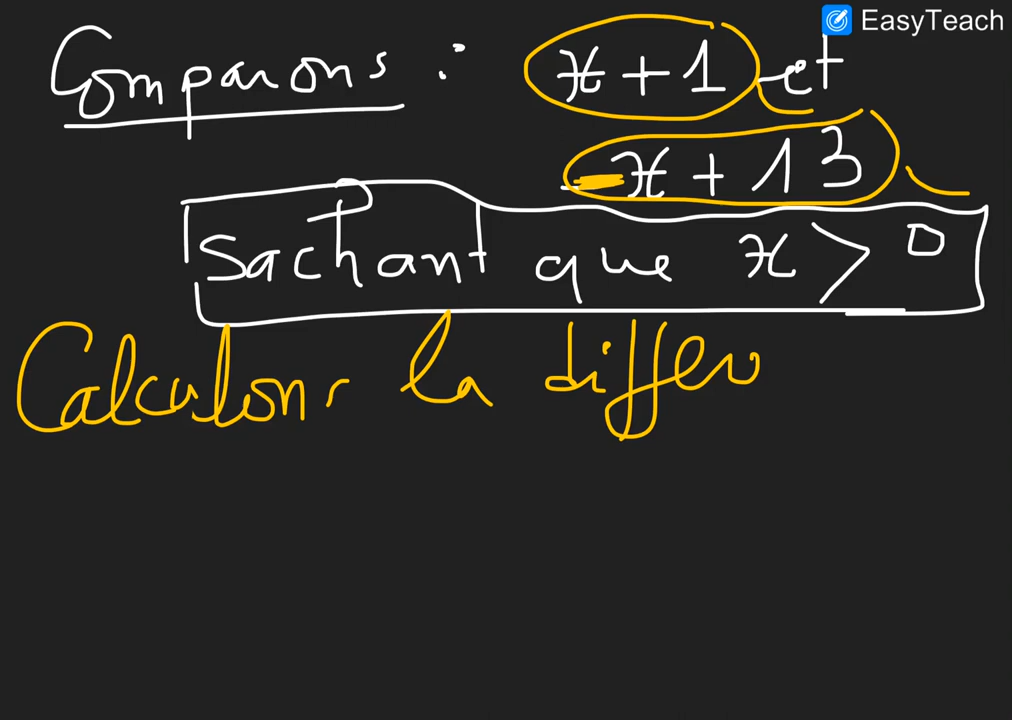 EasyTeach
Comparons : x+1 et
-x+13
Sachant que x > 0
Calculons la differ